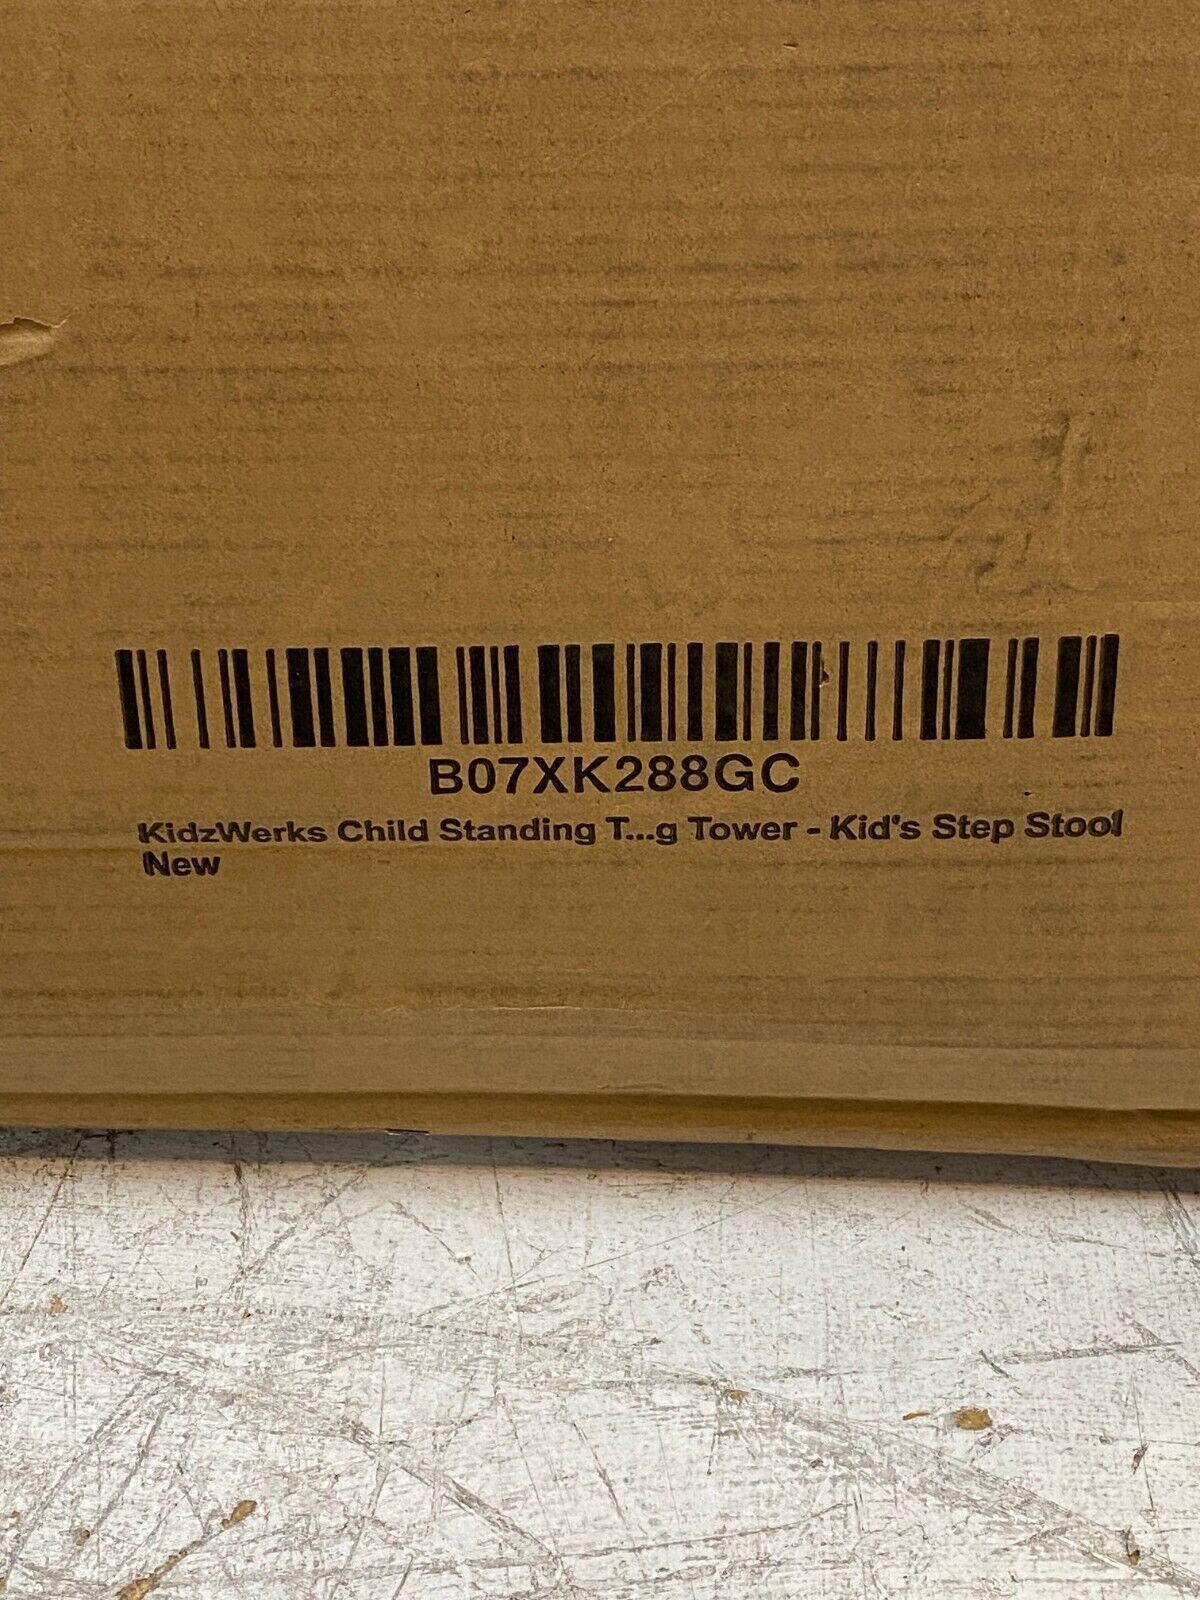 B07XK288GC
KidzWerks Child Standing T...g Tower - Kid's Step Stool
New